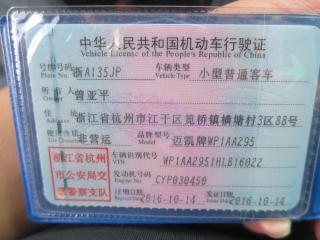 中华人民共和国机动车行驶证
Vehicle License of the People's Republic of China
号牌号码 浙A135JP 车辆类型 小型普通客车
Plate No. Vehicle Type
所有人 曾亚平
住址 浙江省杭州市江干区笕桥镇横塘村3区88号
使用性质 非营运 品牌型号 迈凯牌WP1AA295
浙江省杭州市公安局交通警察支队
车辆识别代号 WP1AA2951HLB16022
VIN
发动机号码 CYP030450
Engine No.
注册日期 2016-10-14 发证日期 2016-10-14
Register Date Issue Date